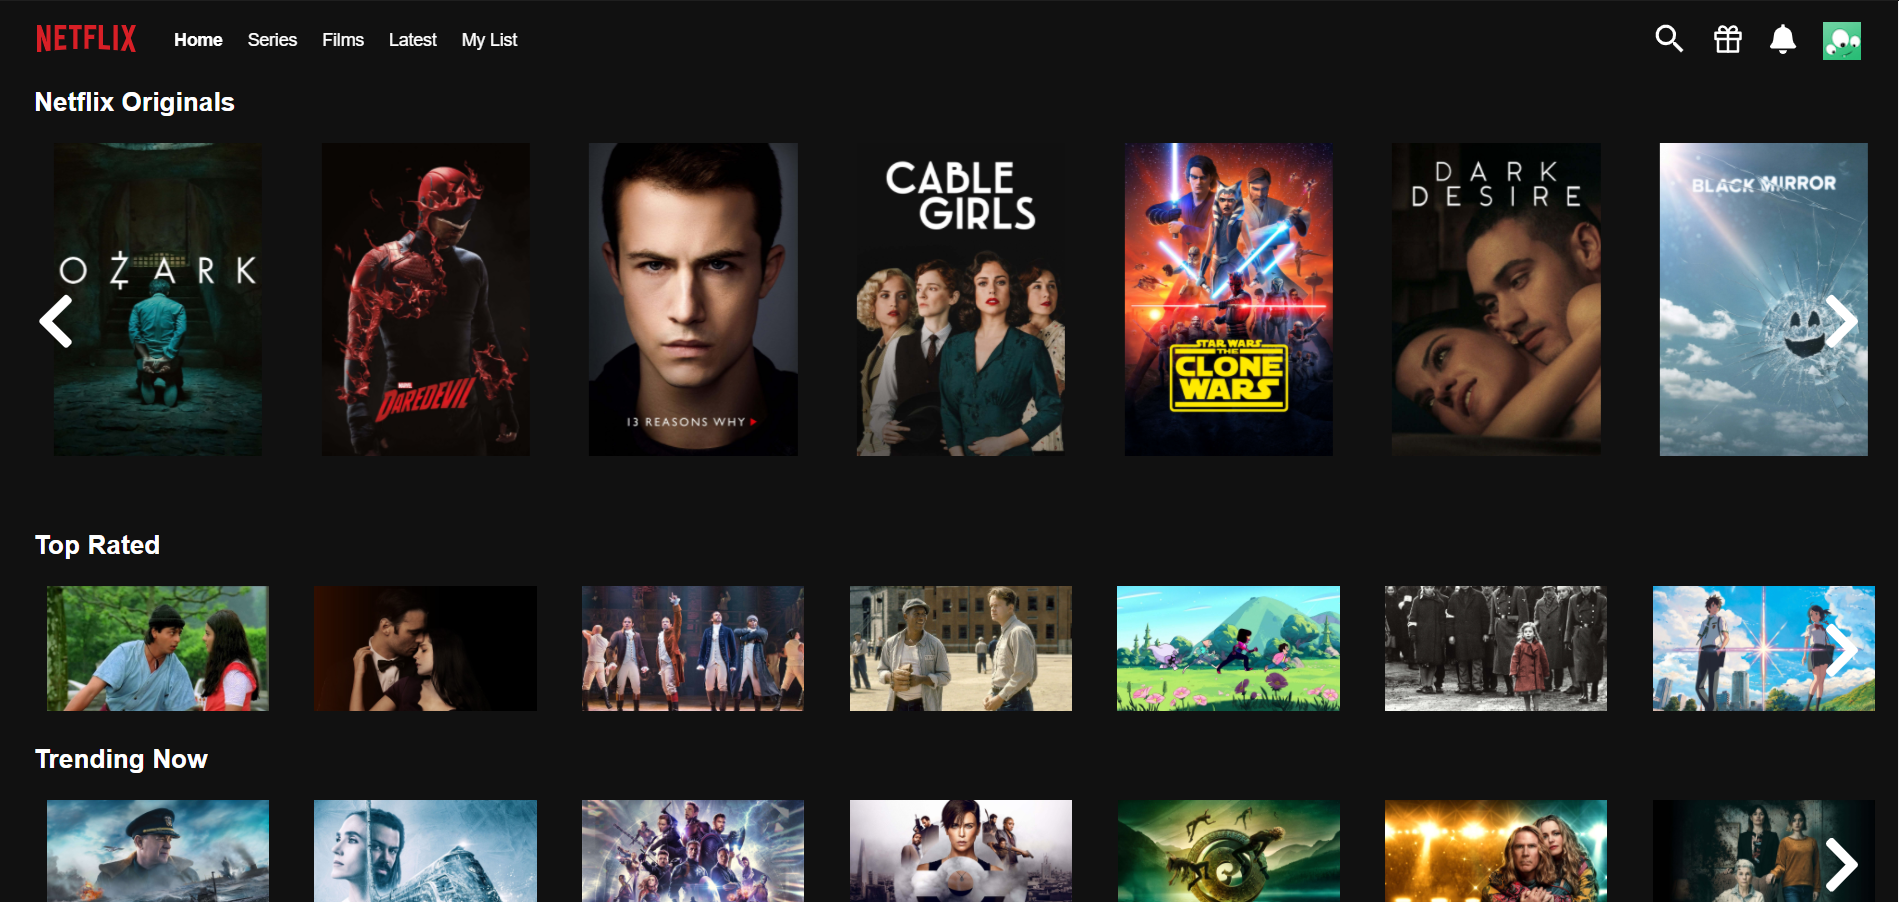 NETFLIX
Home
Series
Films
Latest
My List
Netflix Originals
OZARK
MARVEL
DAREDEVIL
13 REASONS WHY
CABLE
GIRLS
STAR WARS
THE
CLONE
WARS
DARK
DESIRE
BLACK MIRROR
Top Rated
Trending Now